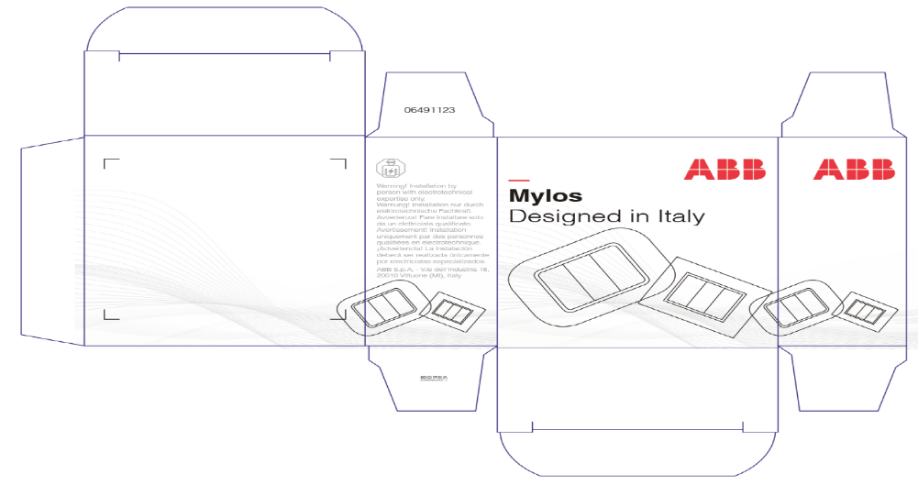 06491123
Warning! Installation by
person with electrotechnical
expertise only.
Warnung! Installation nur durch
elektrotechnische Fachkraft.
Avvertenza! Fare installare solo
da un elettricista qualificato.
Avertissement! Installation
uniquement par des personnes
qualifiées en électrotechnique.
¡Advertencia! La instalación
deberá ser realizada únicamente
por electricistas especializados.
ABB S.p.A. - Via dell'Industria 18,
20010 Vittuone (MI), Italy
ABB
Mylos
Designed in Italy
ABB